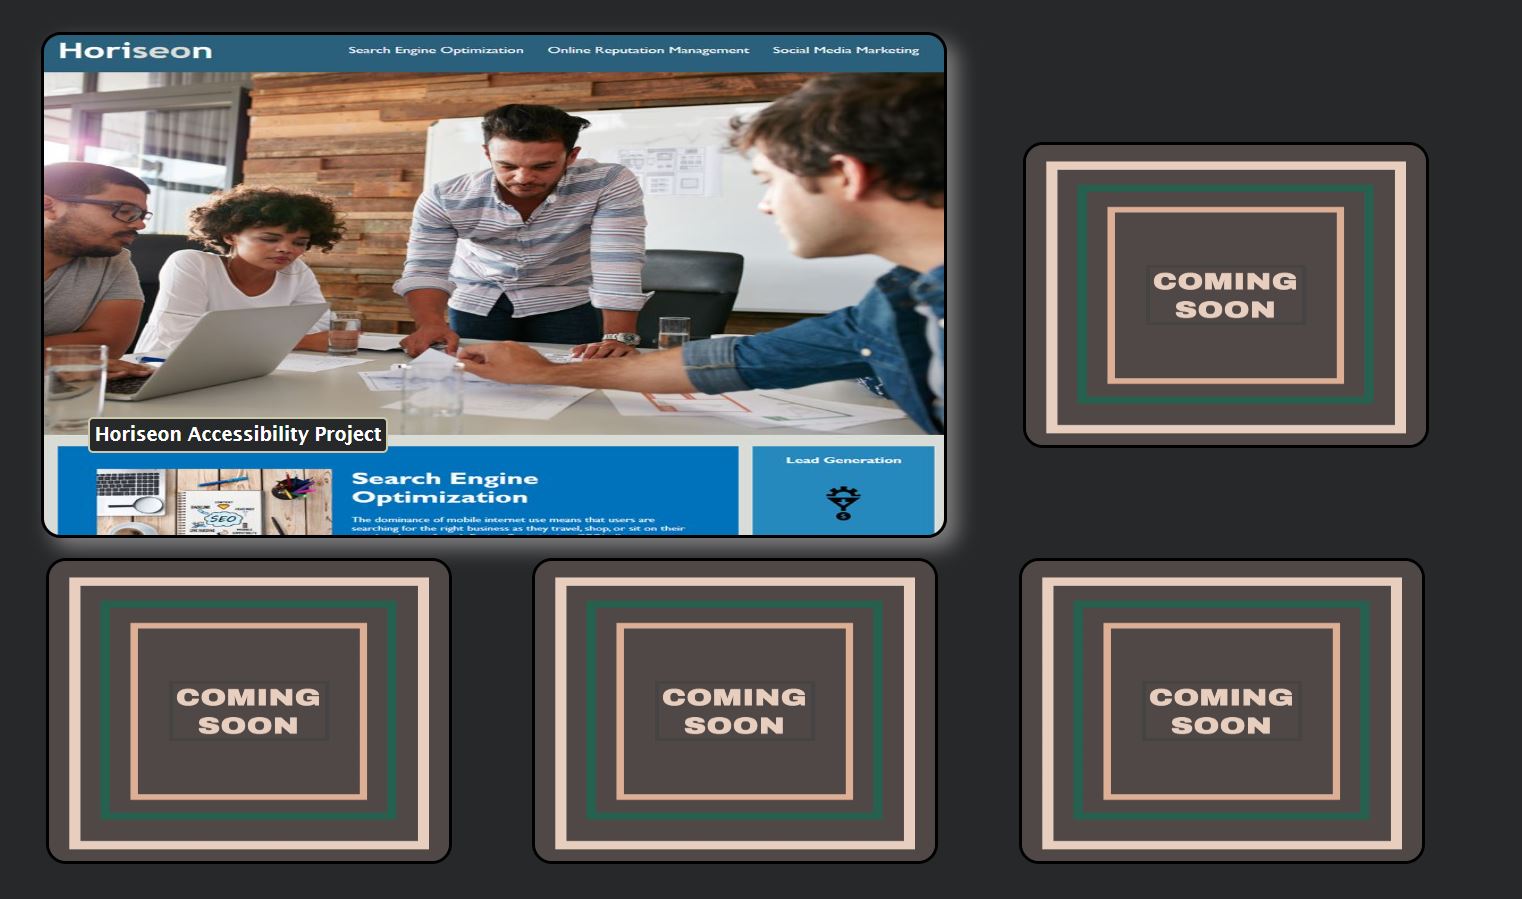 Horiseon
Search Engine Optimization
Online Reputation Management
Social Media Marketing
Horiseon Accessibility Project
SEO
Search Engine
Optimization
The dominance of mobile internet use means that users are
searching for the right business as they travel, shop, or sit on their
Lead Generation
COMING
SOON
COMING
SOON
COMING
SOON
COMING
SOON